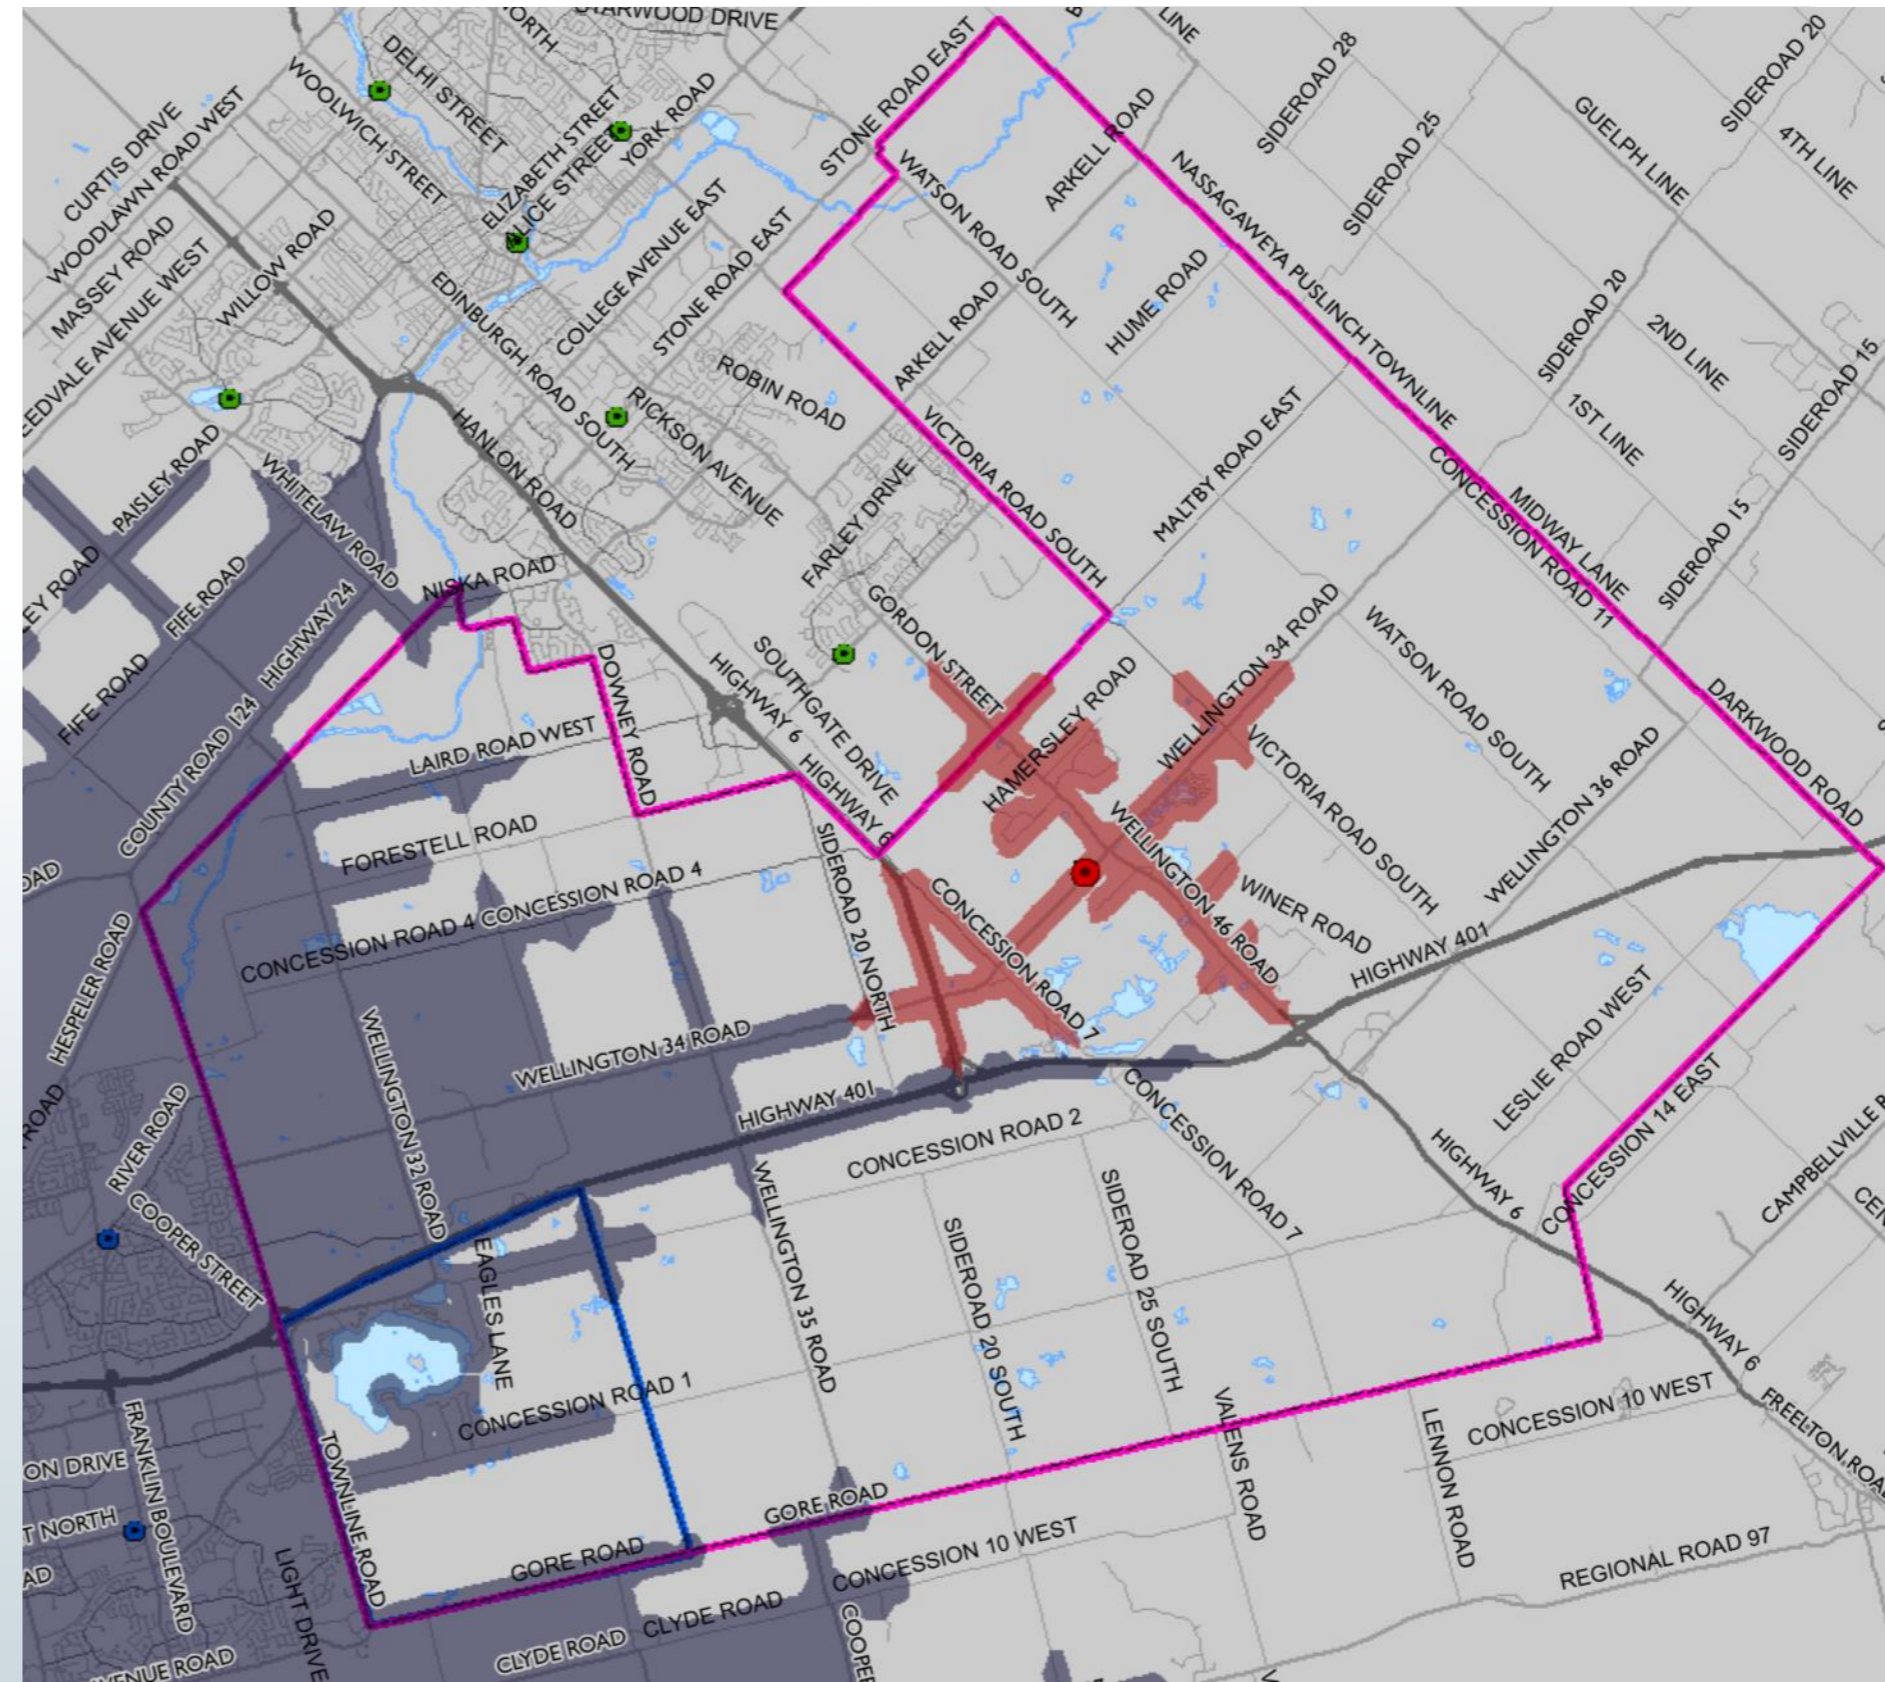 STARWOOD DRIVE
DELHI STREET
WOOLWICH STREET
STONE ROAD EAST
LINE
SIDEROAD 28
SIDEROAD 20
CURTIS DRIVE
WOODLAWN ROAD WEST
ELIZABETH STREET
ALICE STREET
YORK ROAD
WATSON ROAD SOUTH
ARKELL ROAD
NASSAGAWEYA PUSLINCH TOWNLINE
SIDEROAD 25
GUELPH LINE
4TH LINE
MASSEY ROAD
WILLOW ROAD
EDINBURGH ROAD SOUTH
COLLEGE AVENUE EAST
STONE ROAD EAST
ARKELL ROAD
HUME ROAD
SIDEROAD 20
2ND LINE
SIDEROAD 15
1ST LINE
ROBIN ROAD
RICKSON AVENUE
HANLON ROAD
PAISLEY ROAD
WHITELAW ROAD
FARLEY DRIVE
VICTORIA ROAD SOUTH
MALTBY ROAD EAST
CONCESSION ROAD 11
MIDWAY LANE
SIDEROAD 15
FIFE ROAD
HIGHWAY 24
NISKA ROAD
GORDON STREET
WELLINGTON 34 ROAD
WATSON ROAD SOUTH
DARKWOOD ROAD
FIFE ROAD
COUNTY ROAD 124
LAIRD ROAD WEST
DOWNEY ROAD
HIGHWAY 6
SOUTHGATE DRIVE
HIGHWAY 6
HAMERSLEY ROAD
VICTORIA ROAD SOUTH
WELLINGTON 36 ROAD
FORESTELL ROAD
CONCESSION ROAD 4
CONCESSION ROAD 4
SIDEROAD 20 NORTH
CONCESSION ROAD 7
WELLINGTON 46 ROAD
WINER ROAD
HIGHWAY 401
HESPELER ROAD
WELLINGTON 32 ROAD
WELLINGTON 34 ROAD
HIGHWAY 401
CONCESSION ROAD 2
CONCESSION ROAD 7
LESLIE ROAD WEST
CONCESSION 14 EAST
HIGHWAY 6
RIVER ROAD
COOPER STREET
EAGLES LANE
WELLINGTON 35 ROAD
SIDEROAD 20 SOUTH
SIDEROAD 25 SOUTH
HIGHWAY 6
FRANKLIN BOULEVARD
TOWNLINE ROAD
CONCESSION ROAD 1
VALENS ROAD
LENNON ROAD
CONCESSION 10 WEST
GORE ROAD
GORE ROAD
CONCESSION 10 WEST
REGIONAL ROAD 97
LIGHT DRIVE
CLYDE ROAD
CLYDE ROAD